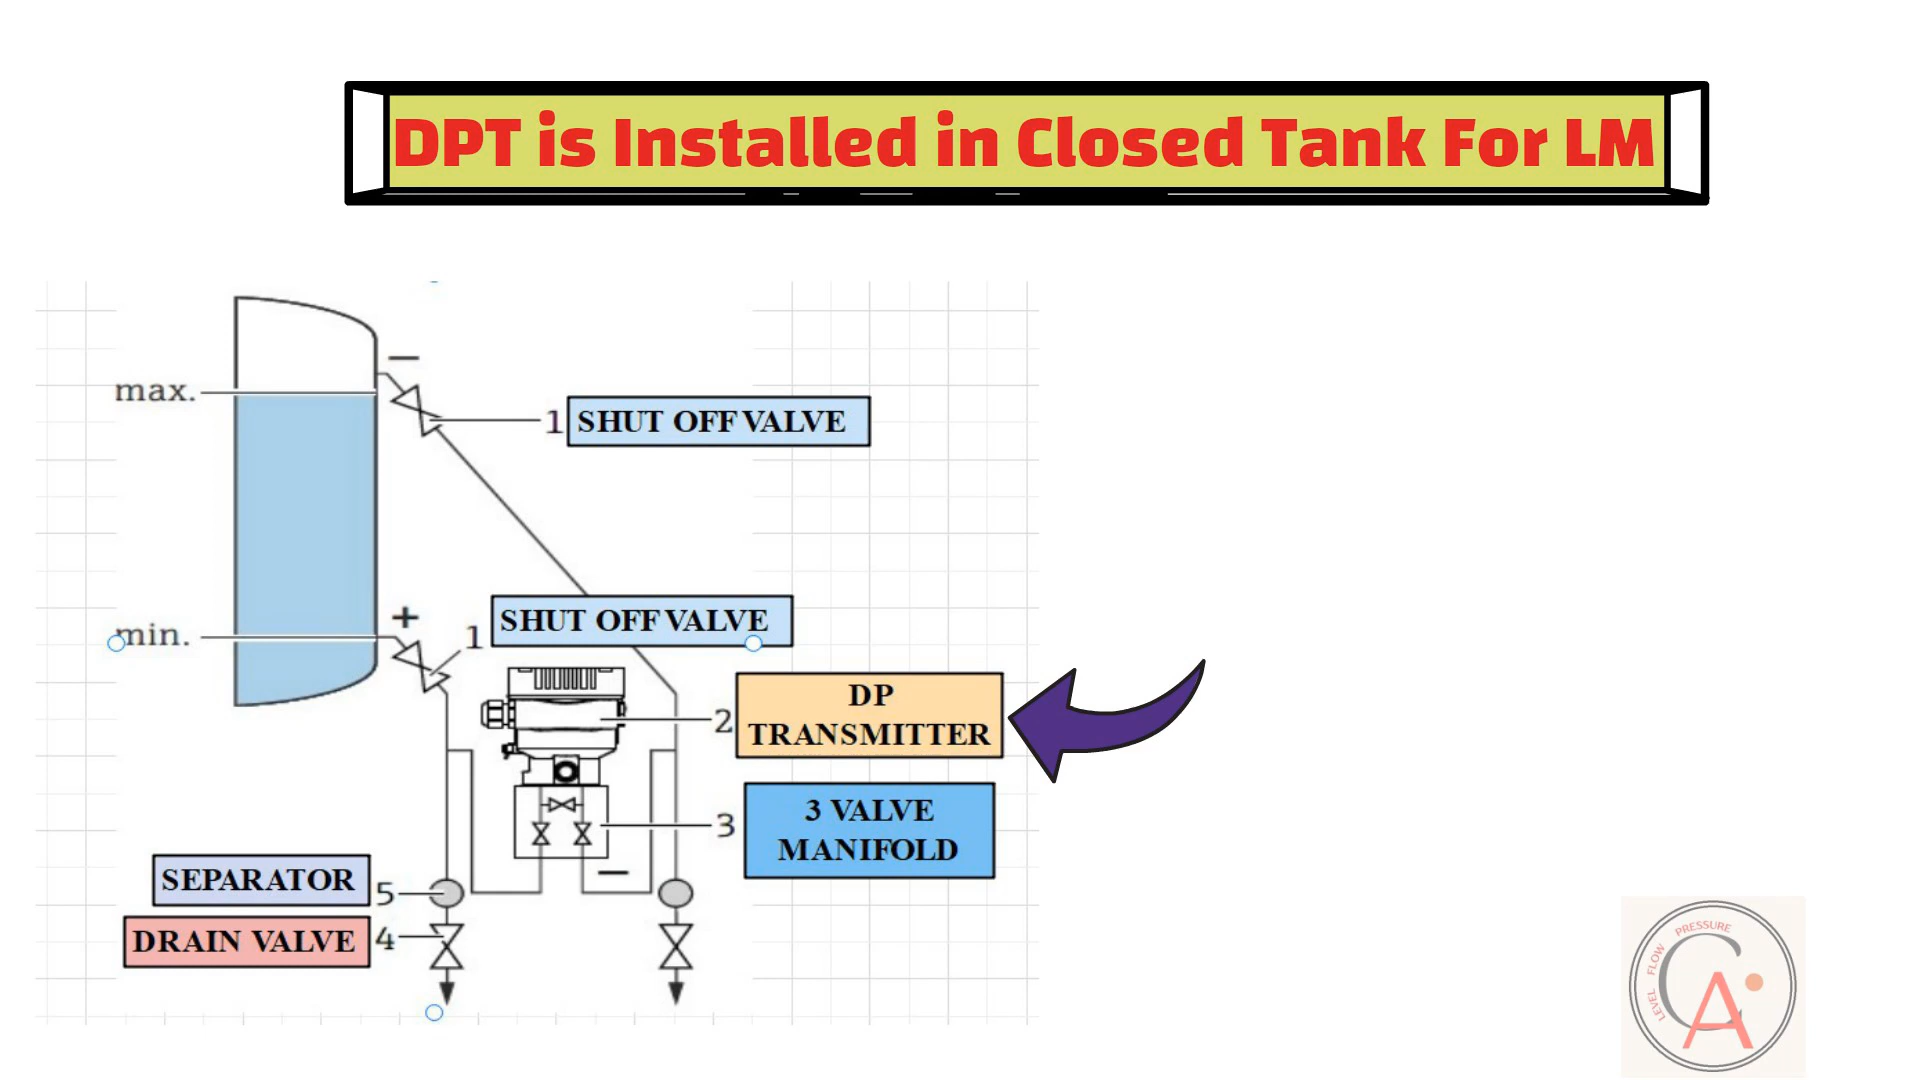 DPT is Installed in Closed Tank For LM
max.
−
1 SHUT OFF VALVE
min.
+
1 SHUT OFF VALVE
2 DP
TRANSMITTER
3 3 VALVE
MANIFOLD
−
SEPARATOR 5
DRAIN VALVE 4
LEVEL FLOW PRESSURE
CA